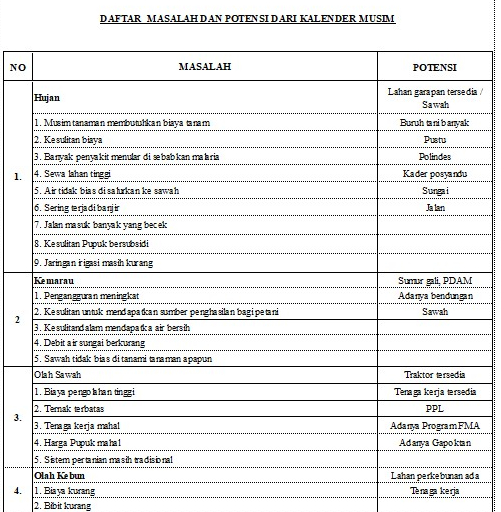 DAFTAR MASALAH DAN POTENSI DARI KALENDER MUSIM
NO MASALAH POTENSI
1.
Hujan Lahan garapan tersedia / Sawah
1. Musim tanaman membutuhkan biaya tanam Buruh tani banyak
2. Kesulitan biaya Pustu
3. Banyak penyakit menular di sebabkan malaria Polindes
4. Sewa lahan tinggi Kader posyandu
5. Air tidak bias di salurkan ke sawah Sungai
6. Sering terjadi banjir Jalan
7. Jalan masuk banyak yang becek
8. Kesulitan Pupuk bersubsidi
9. Jaringan irigasi masih kurang
2
Kemarau Sumur gali, PDAM
1. Pengangguran meningkat Adanya bendungan
2. Kesulitan untuk mendapatkan sumber penghasilan bagi petani Sawah
3. Kesulitandalam mendapatka air bersih
4. Debit air sungai berkurang
5. Sawah tidak bias di tanami tanaman apapun
3.
Olah Sawah Traktor tersedia
1. Biaya pengolahan tinggi Tenaga kerja tersedia
2. Ternak terbatas PPL
3. Tenaga kerja mahal Adanya Program FMA
4. Harga Pupuk mahal Adanya Gapoktan
5. Sistem pertanian masih tradisional
4.
Olah Kebun Lahan perkebunan ada
1. Biaya kurang Tenaga kerja
2. Bibit kurang